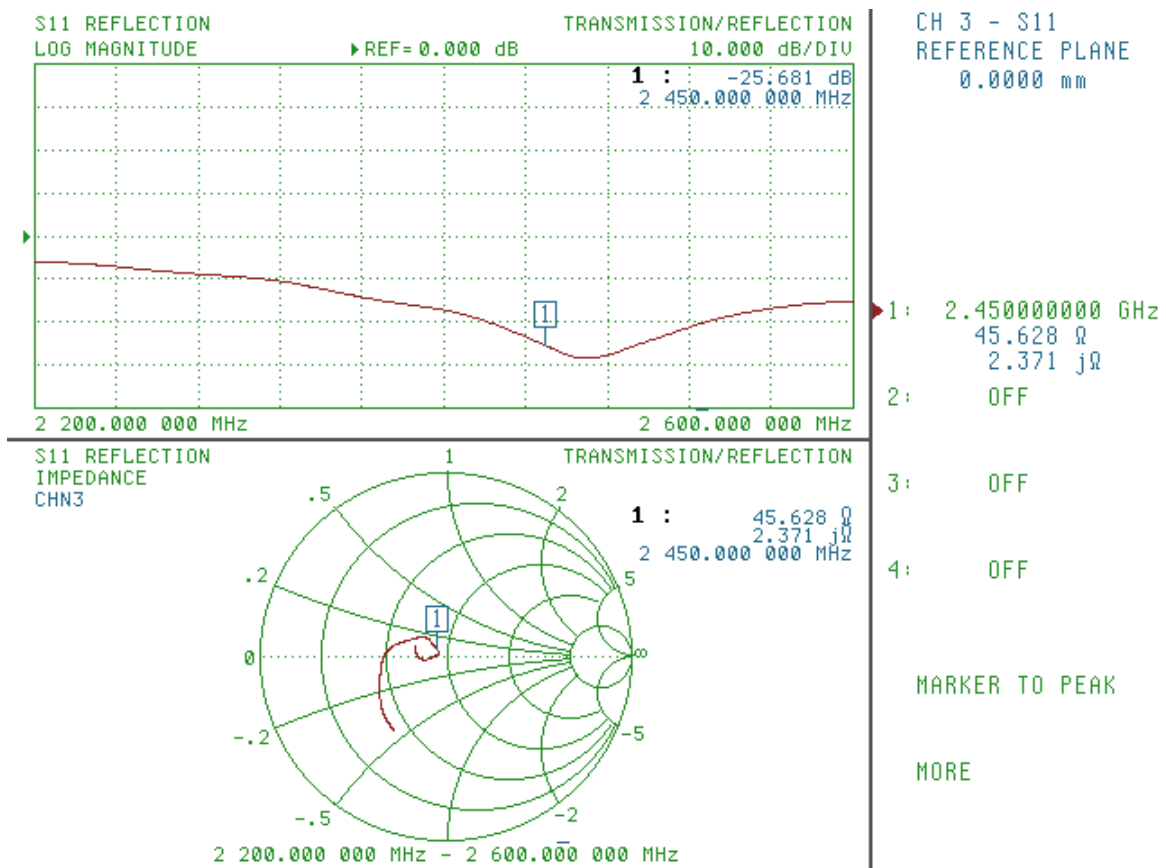 S11 REFLECTION TRANSMISSION/REFLECTION
LOG MAGNITUDE ▶REF= 0.000 dB 10.000 dB/DIV
1 : -25.681 dB
2 450.000 000 MHz
1
2 200.000 000 MHz 2 600.000 000 MHz
S11 REFLECTION 1 TRANSMISSION/REFLECTION
IMPEDANCE
CHN3
.5
2
1 : 45.628 Ω
2.371 jΩ
2 450.000 000 MHz
.2
5
1
0
∞
-.2
-5
-.5
-2
2 200.000 000 MHz - 2 600.000 000 MHz
CH 3 - S11
REFERENCE PLANE
0.0000 mm
1: 2.450000000 GHz
45.628 Ω
2.371 jΩ
2: OFF
3: OFF
4: OFF
MARKER TO PEAK
MORE